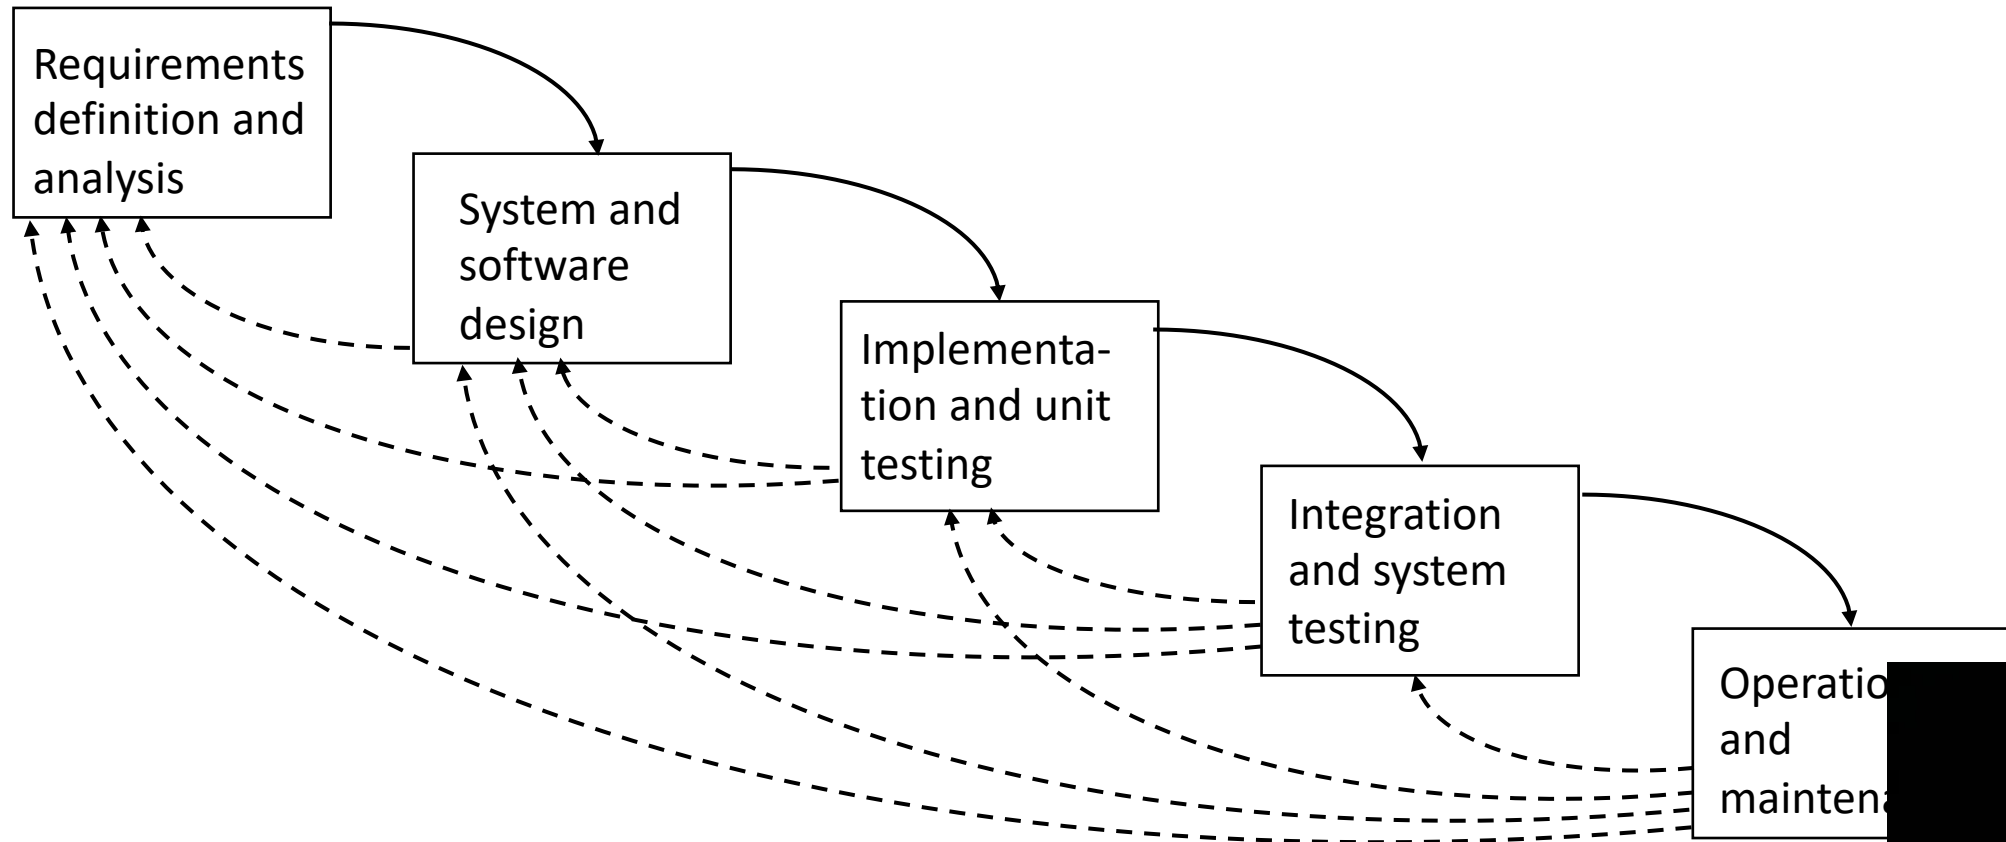 Requirements
definition and
analysis
System and
software
design
Implementa-
tion and unit
testing
Integration
and system
testing
and